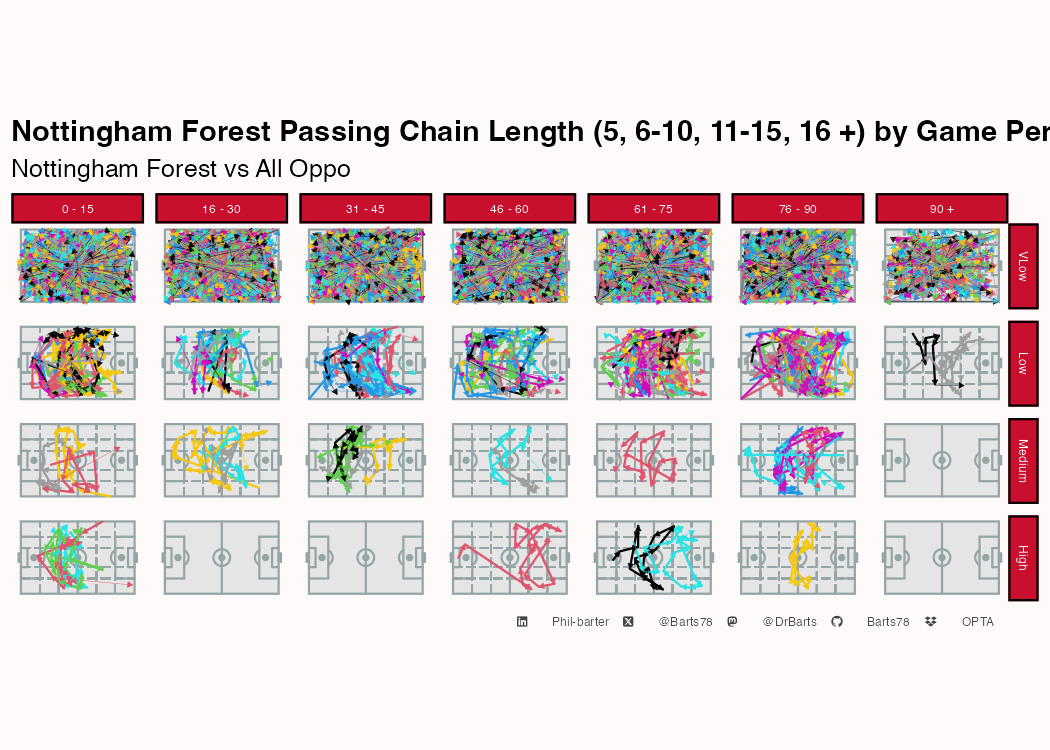 Nottingham Forest Passing Chain Length (5, 6-10, 11-15, 16 +) by Game Per
Nottingham Forest vs All Oppo
0 - 15 16 - 30 31 - 45 46 - 60 61 - 75 76 - 90 90 +
VLow
Low
Medium
High
Phil-barter @Barts78 @DrBarts Barts78 OPTA